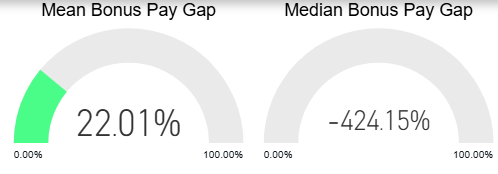 Mean Bonus Pay Gap
22.01%
0.00% 100.00%
Median Bonus Pay Gap
-424.15%
0.00% 100.00%